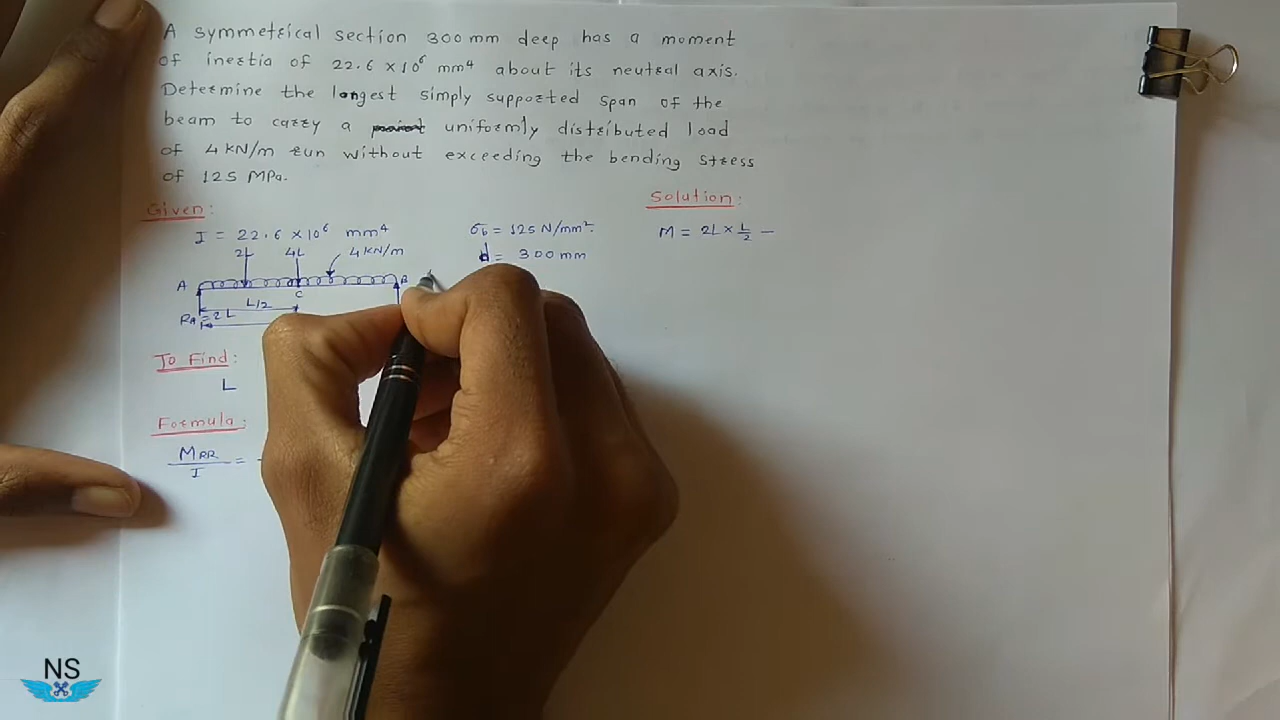 A symmetrical section 300 mm deep has a moment
of inertia of 22.6 × 10⁶ mm⁴ about its neutral axis.
Determine the longest simply supported span of the
beam to carry a uniformly distributed load
of 4 KN/m run without exceeding the bending stress
of 125 MPa.
Given:
I = 22.6 × 10⁶ mm⁴
σb = 125 N/mm²
d = 300 mm
2L 4L 4 KN/m
A B
C
L/2
RA = 2L
To Find:
L
Formula:
MRR / I =
Solution:
M = 2L × L/2 −
NS